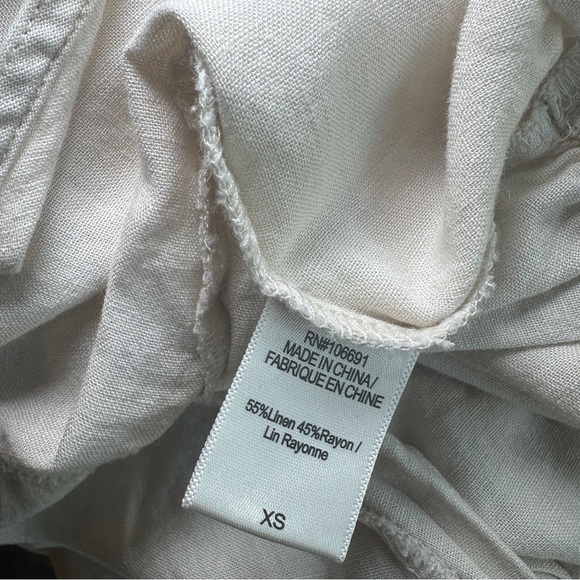 RN#106691
MADE IN CHINA/
FABRIQUE EN CHINE
55%Linen 45%Rayon /
Lin Rayonne
XS